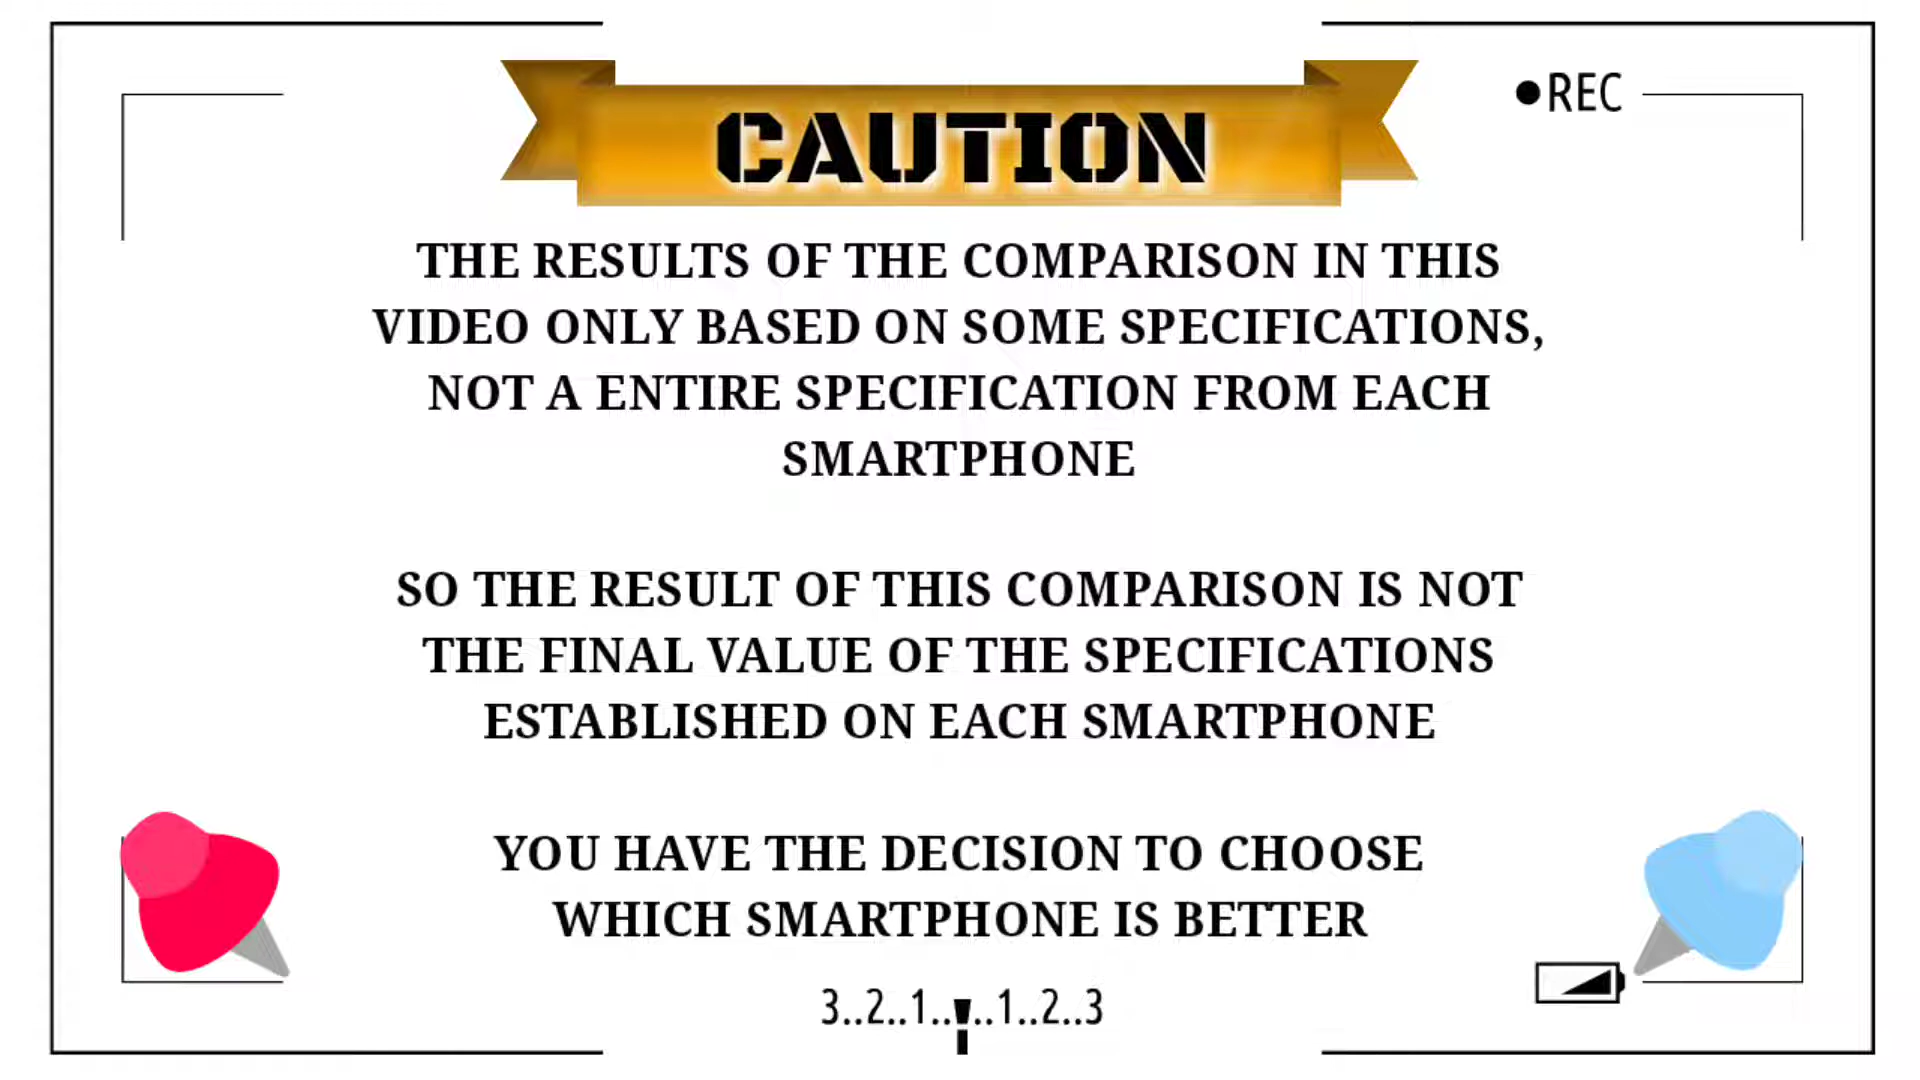 ●REC
CAUTION
THE RESULTS OF THE COMPARISON IN THIS
VIDEO ONLY BASED ON SOME SPECIFICATIONS,
NOT A ENTIRE SPECIFICATION FROM EACH
SMARTPHONE
SO THE RESULT OF THIS COMPARISON IS NOT
THE FINAL VALUE OF THE SPECIFICATIONS
ESTABLISHED ON EACH SMARTPHONE
YOU HAVE THE DECISION TO CHOOSE
WHICH SMARTPHONE IS BETTER
3..2..1....1..2..3